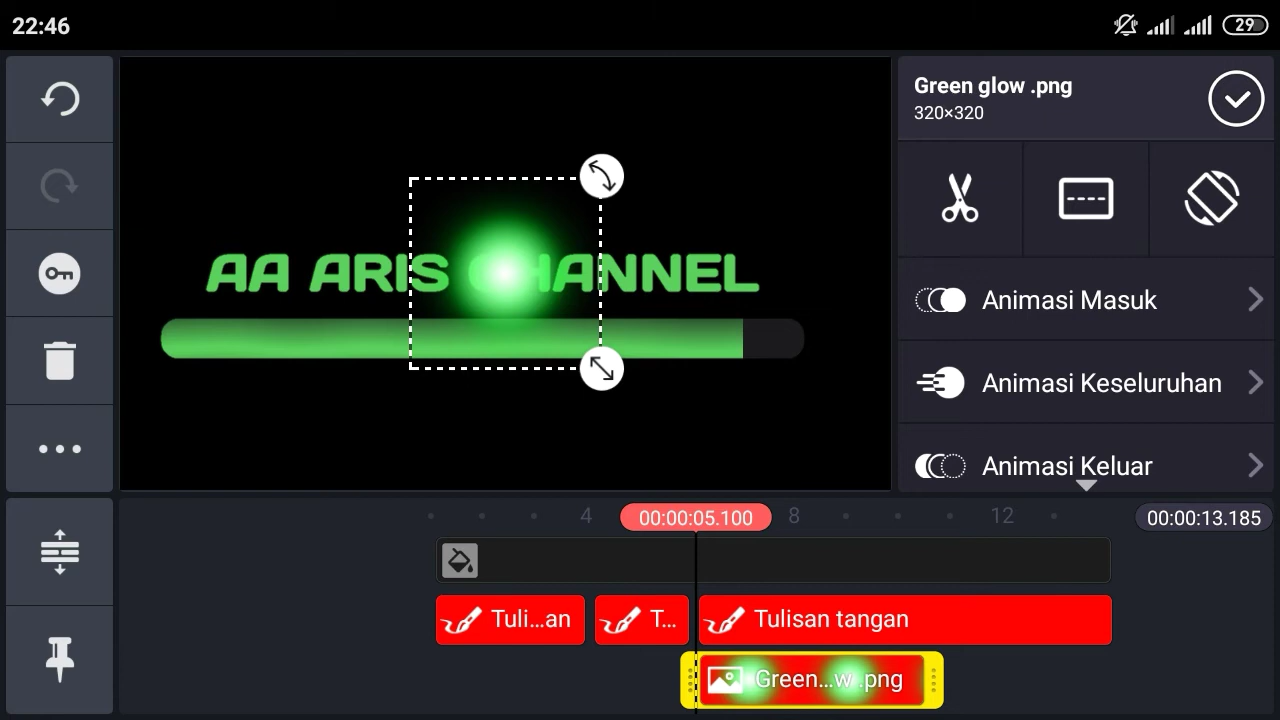 22:46
29
Green glow .png
320×320
AA ARIS CHANNEL
Animasi Masuk
Animasi Keseluruhan
Animasi Keluar
4
00:00:05.100
8
12
00:00:13.185
Tuli...an
T...
Tulisan tangan
Green...w .png